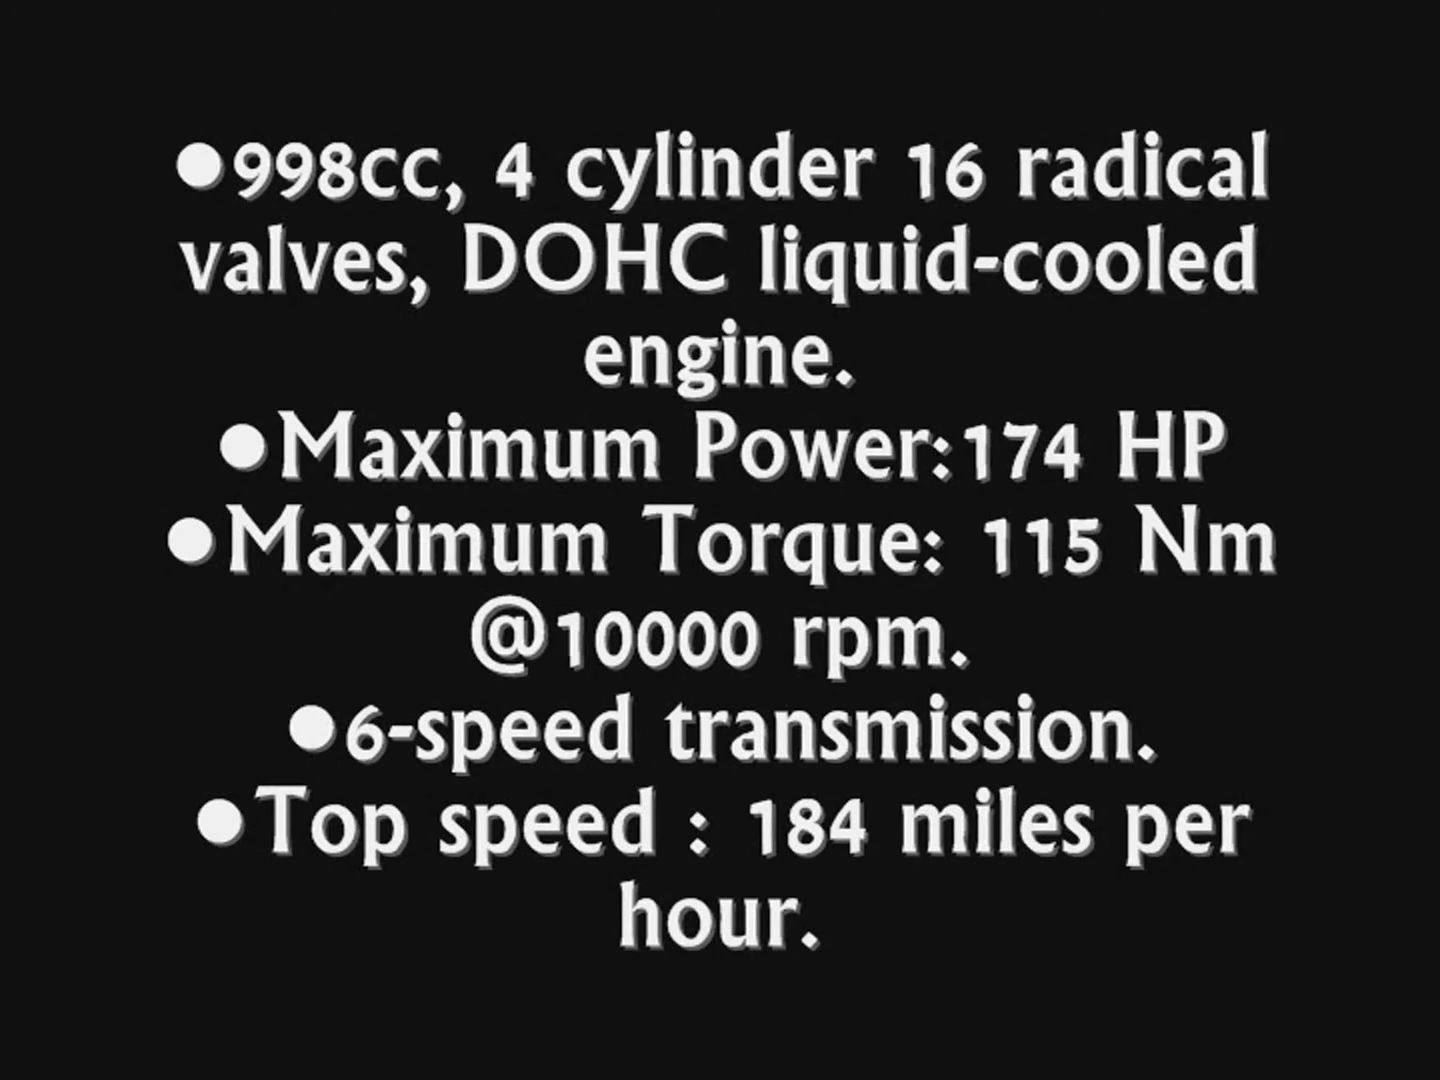 ●998cc, 4 cylinder 16 radical
valves, DOHC liquid-cooled
engine.
●Maximum Power:174 HP
●Maximum Torque: 115 Nm
@10000 rpm.
●6-speed transmission.
●Top speed : 184 miles per
hour.